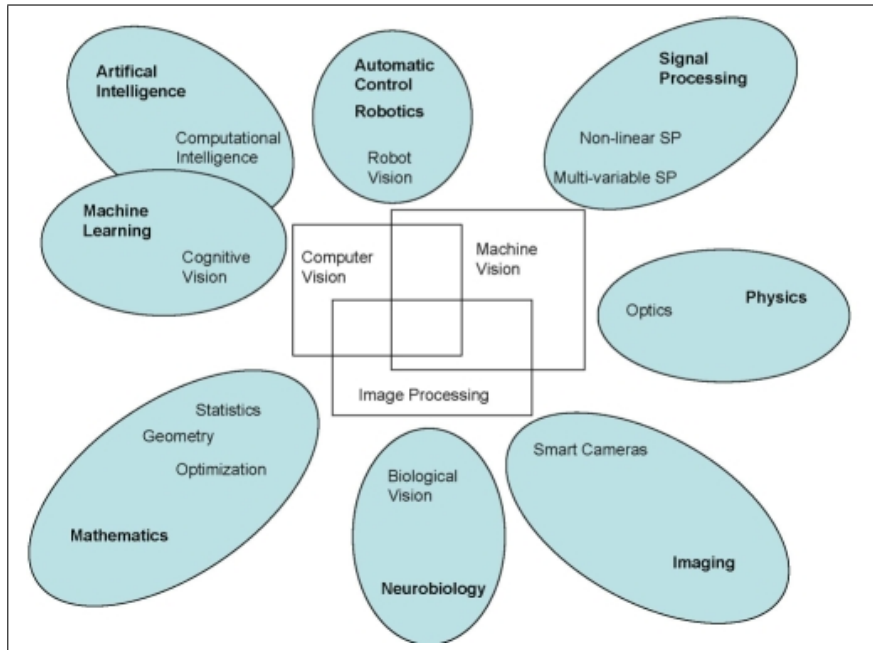 Artifical
Intelligence
Computational
Intelligence
Automatic
Control
Robotics
Robot
Vision
Signal
Processing
Non-linear SP
Multi-variable SP
Machine
Learning
Cognitive
Vision
Computer
Vision
Machine
Vision
Image Processing
Optics
Physics
Statistics
Geometry
Optimization
Mathematics
Biological
Vision
Neurobiology
Smart Cameras
Imaging